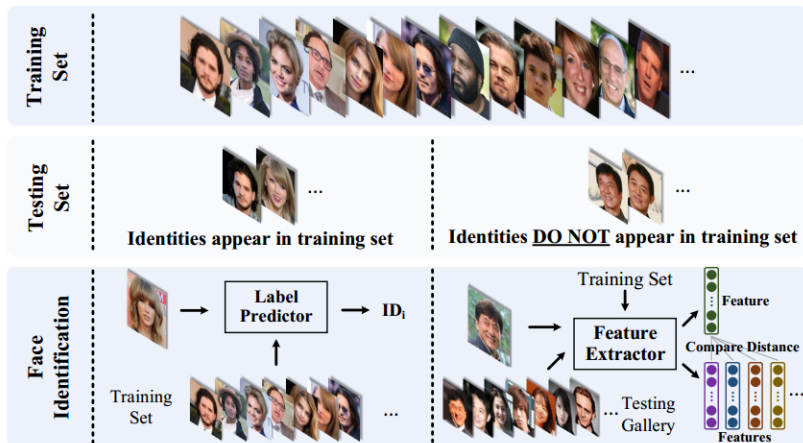 Training
Set
...
Testing
Set
...
Identities appear in training set
...
Identities DO NOT appear in training set
Face
Identification
Label
Predictor
IDi
Training
Set
...
Training Set
Feature
Extractor
Feature
Compare Distance
...
Testing
Gallery
...
Features